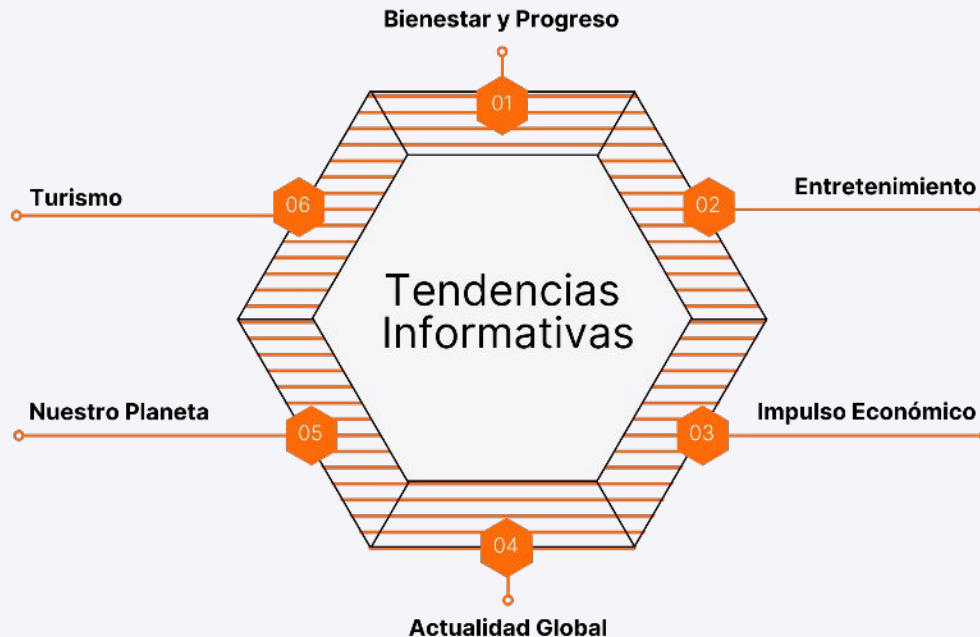 Bienestar y Progreso
01
Turismo
06
02
Entretenimiento
Tendencias
Informativas
Nuestro Planeta
05
03
Impulso Económico
04
Actualidad Global